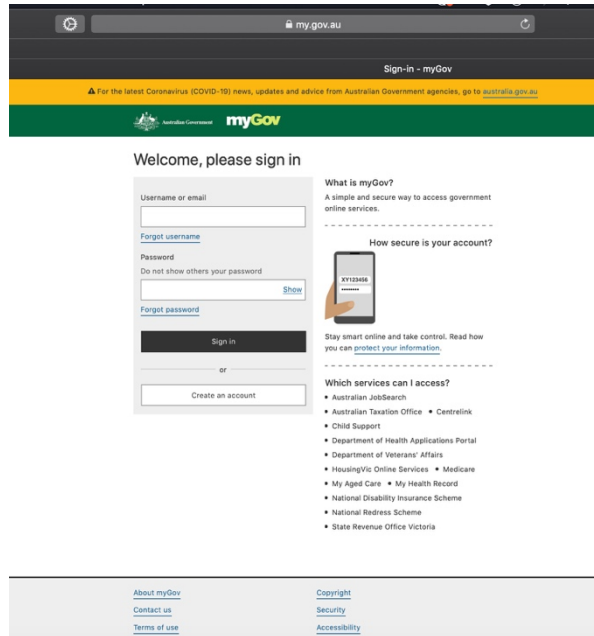 my.gov.au
Sign-in - myGov
For the latest Coronavirus (COVID-19) news, updates and advice from Australian Government agencies, go to australia.gov.au
Australian Government myGov
Welcome, please sign in
Username or email
Forgot username
Password
Do not show others your password
Show
Forgot password
Sign in
or
Create an account
What is myGov?
A simple and secure way to access government
online services.
How secure is your account?
XY123456
••••••••
Stay smart online and take control. Read how
you can protect your information.
Which services can I access?
• Australian JobSearch
• Australian Taxation Office • Centrelink
• Child Support
• Department of Health Applications Portal
• Department of Veterans' Affairs
• HousingVic Online Services • Medicare
• My Aged Care • My Health Record
• National Disability Insurance Scheme
• National Redress Scheme
• State Revenue Office Victoria
About myGov
Contact us
Terms of use
Copyright
Security
Accessibility